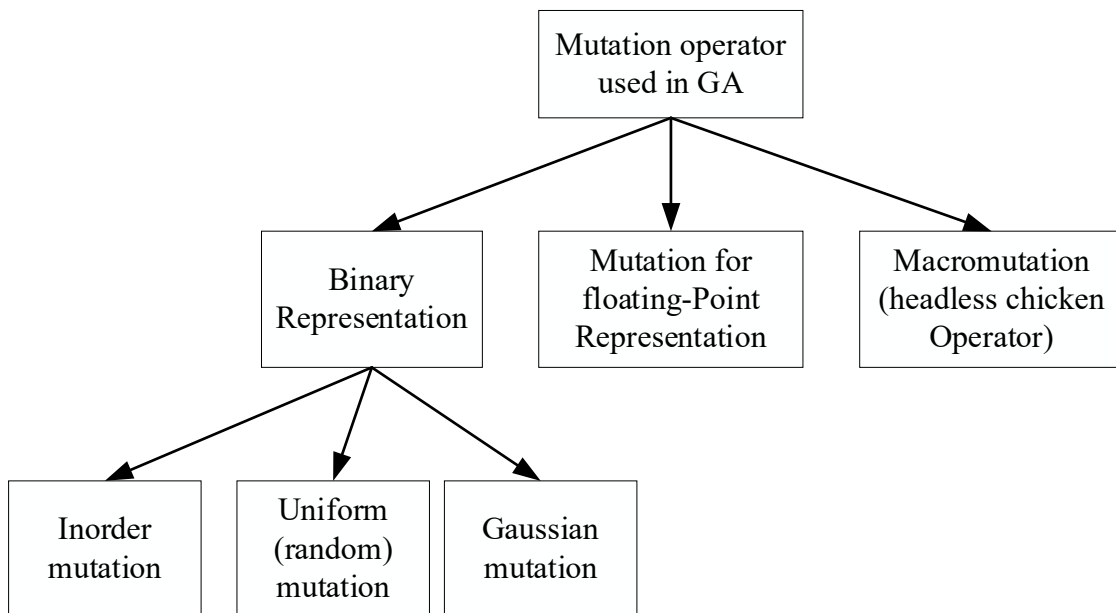 Mutation operator
used in GA
Binary
Representation
Mutation for
floating-Point
Representation
Macromutation
(headless chicken
Operator)
Inorder
mutation
Uniform
(random)
mutation
Gaussian
mutation